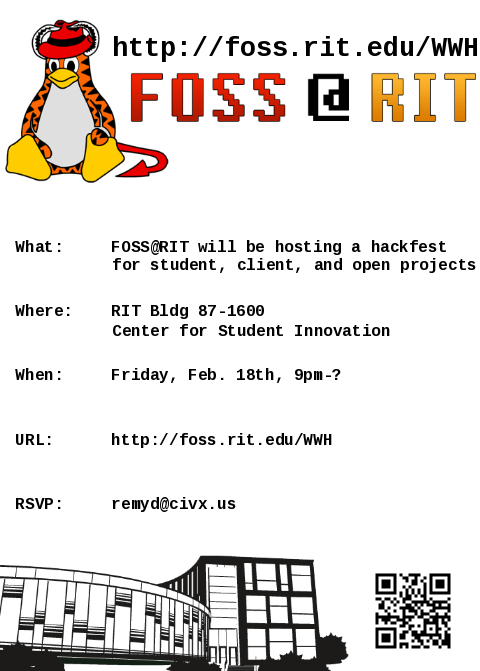 http://foss.rit.edu/WWH
FOSS @ RIT
What: FOSS@RIT will be hosting a hackfest
for student, client, and open projects
Where: RIT Bldg 87-1600
Center for Student Innovation
When: Friday, Feb. 18th, 9pm-?
URL: http://foss.rit.edu/WWH
RSVP: remyd@civx.us